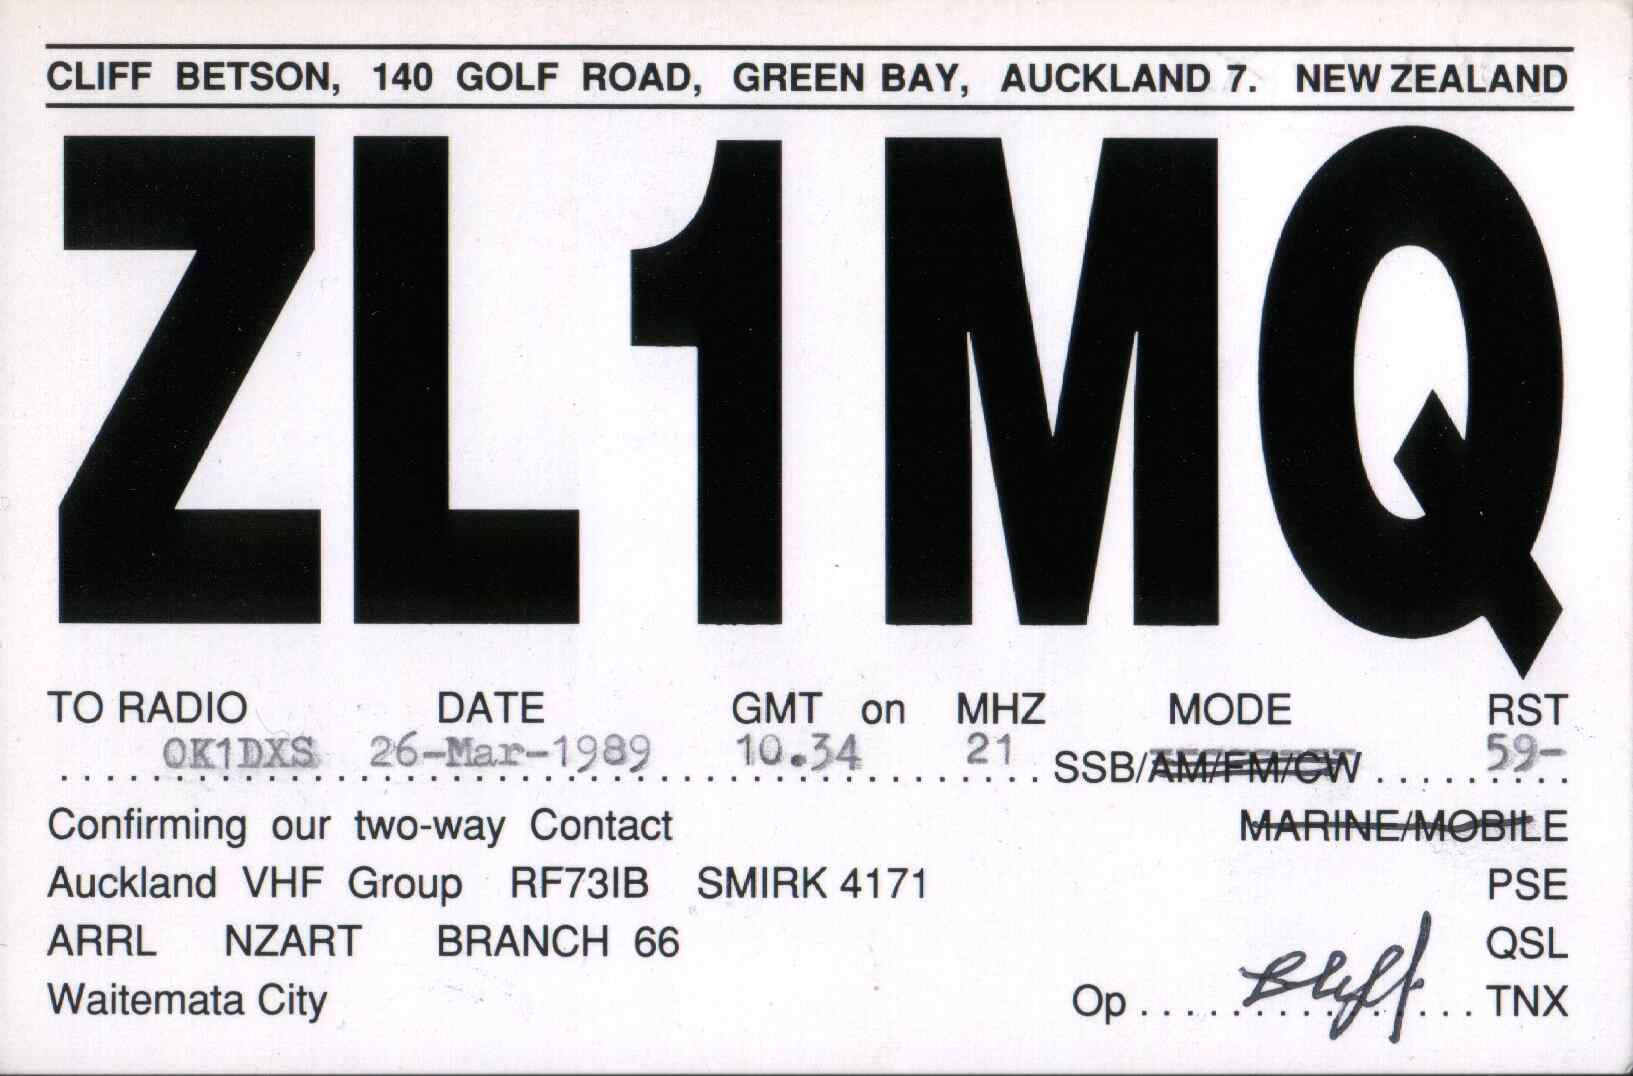 CLIFF BETSON, 140 GOLF ROAD, GREEN BAY, AUCKLAND 7. NEW ZEALAND
ZL1MQ
TO RADIO DATE GMT on MHZ MODE RST
OK1DXS 26-Mar-1989 10.34 21 SSB/AM/FM/CW 59-
Confirming our two-way Contact MARINE/MOBILE
Auckland VHF Group RF73IB SMIRK 4171 PSE
ARRL NZART BRANCH 66 QSL
Waitemata City Op Cliff TNX